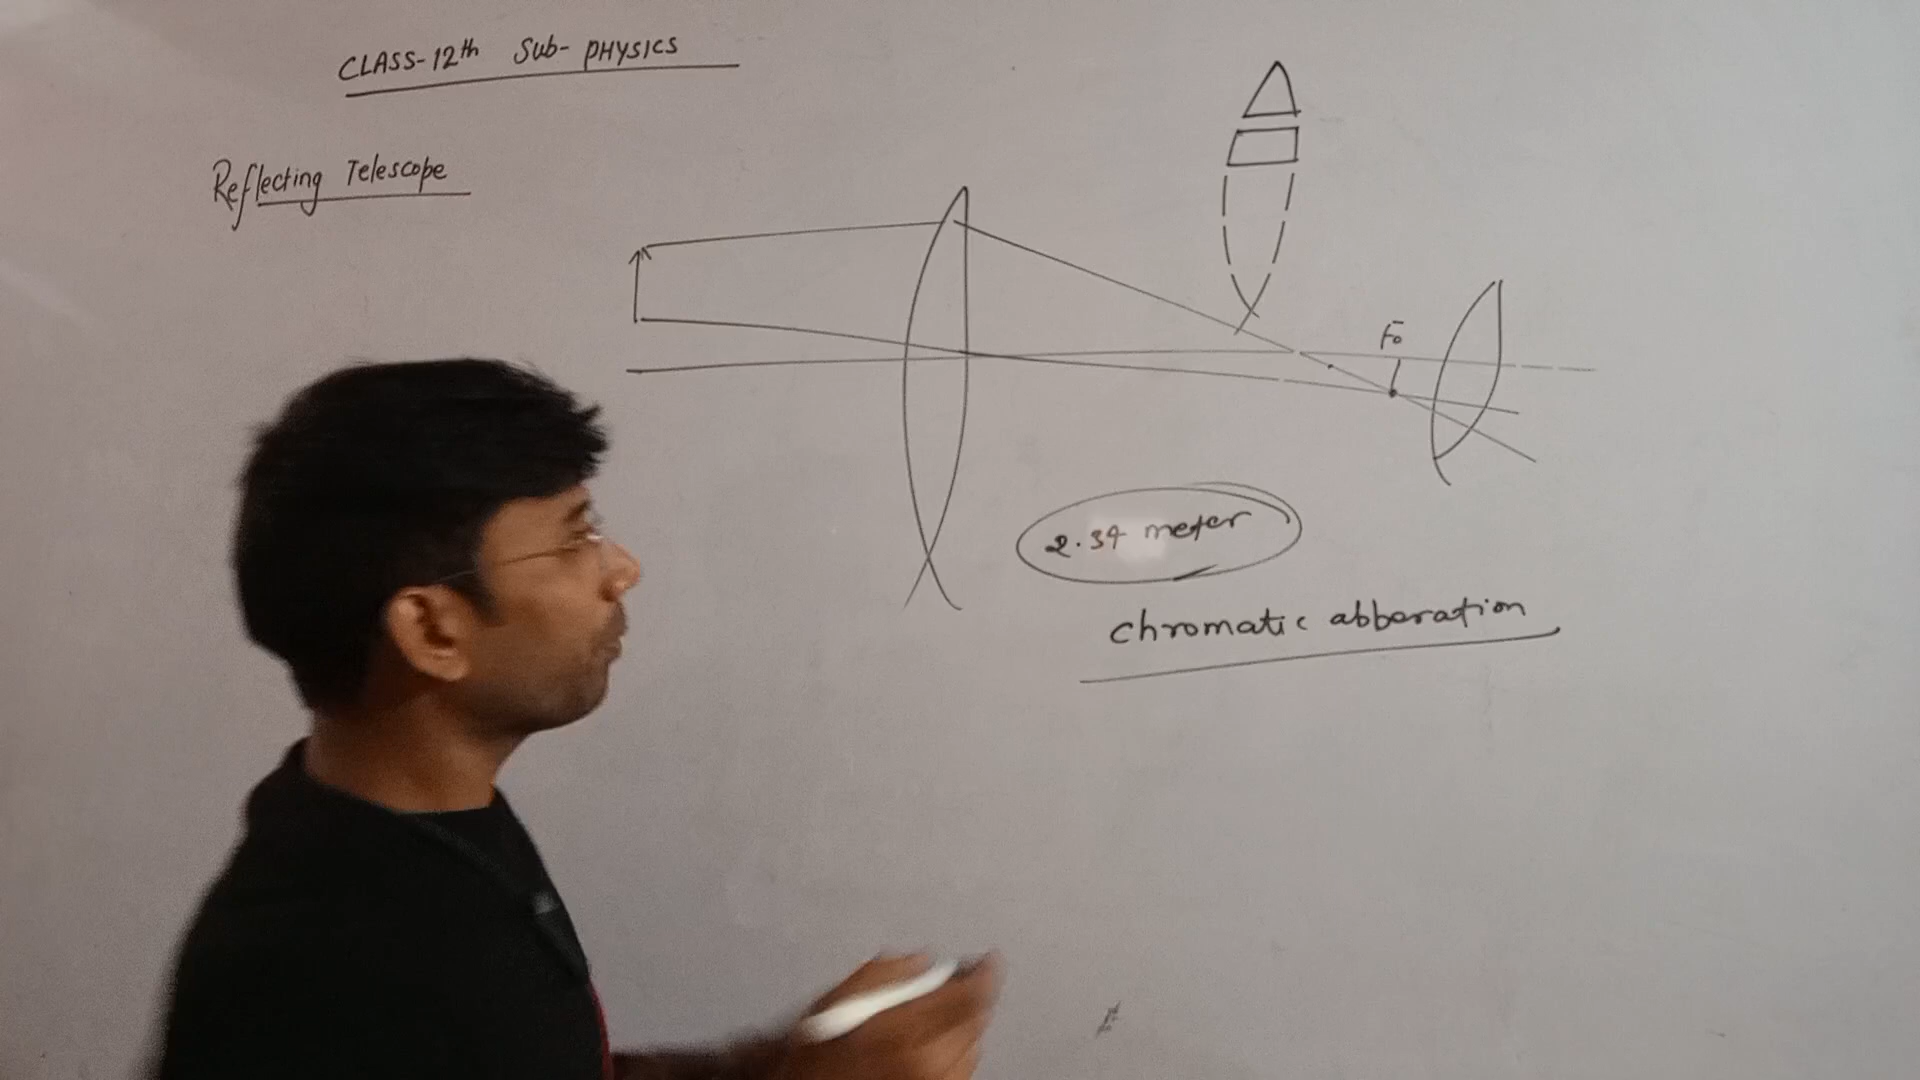 CLASS-12th Sub- PHYSICS
Reflecting Telescope
Fo
2.34 meter
chromatic abberation